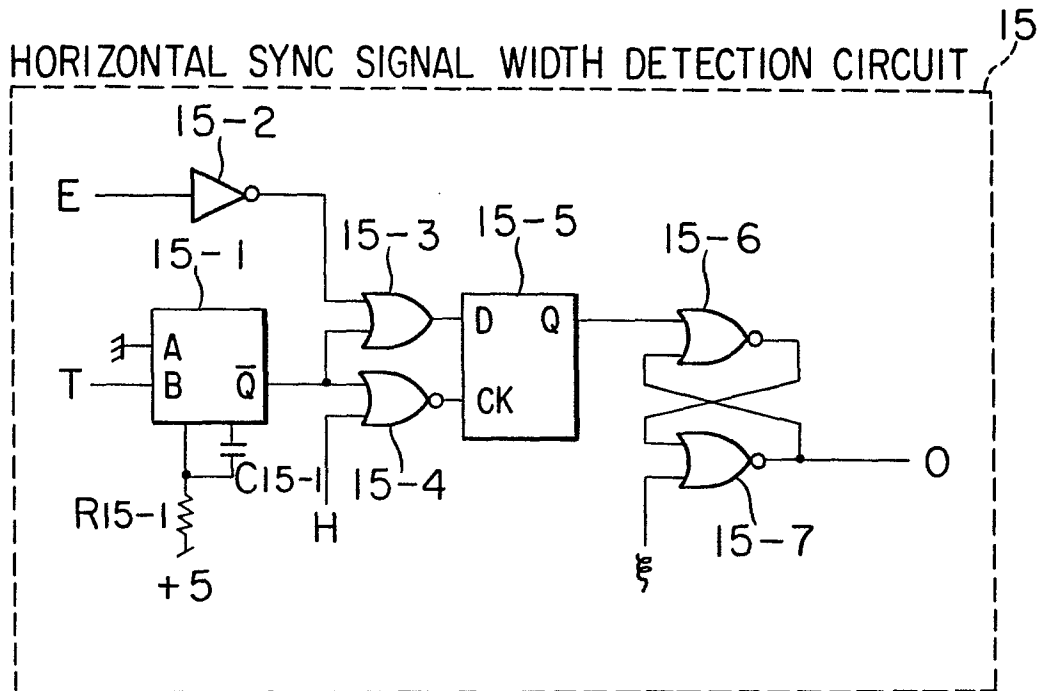 15
HORIZONTAL SYNC SIGNAL WIDTH DETECTION CIRCUIT
15-2
E
15-1
15-3
15-5
15-6
A
T
B
Q̅
D
Q
CK
C15-1
15-4
R15-1
H
+5
O
15-7
ξ